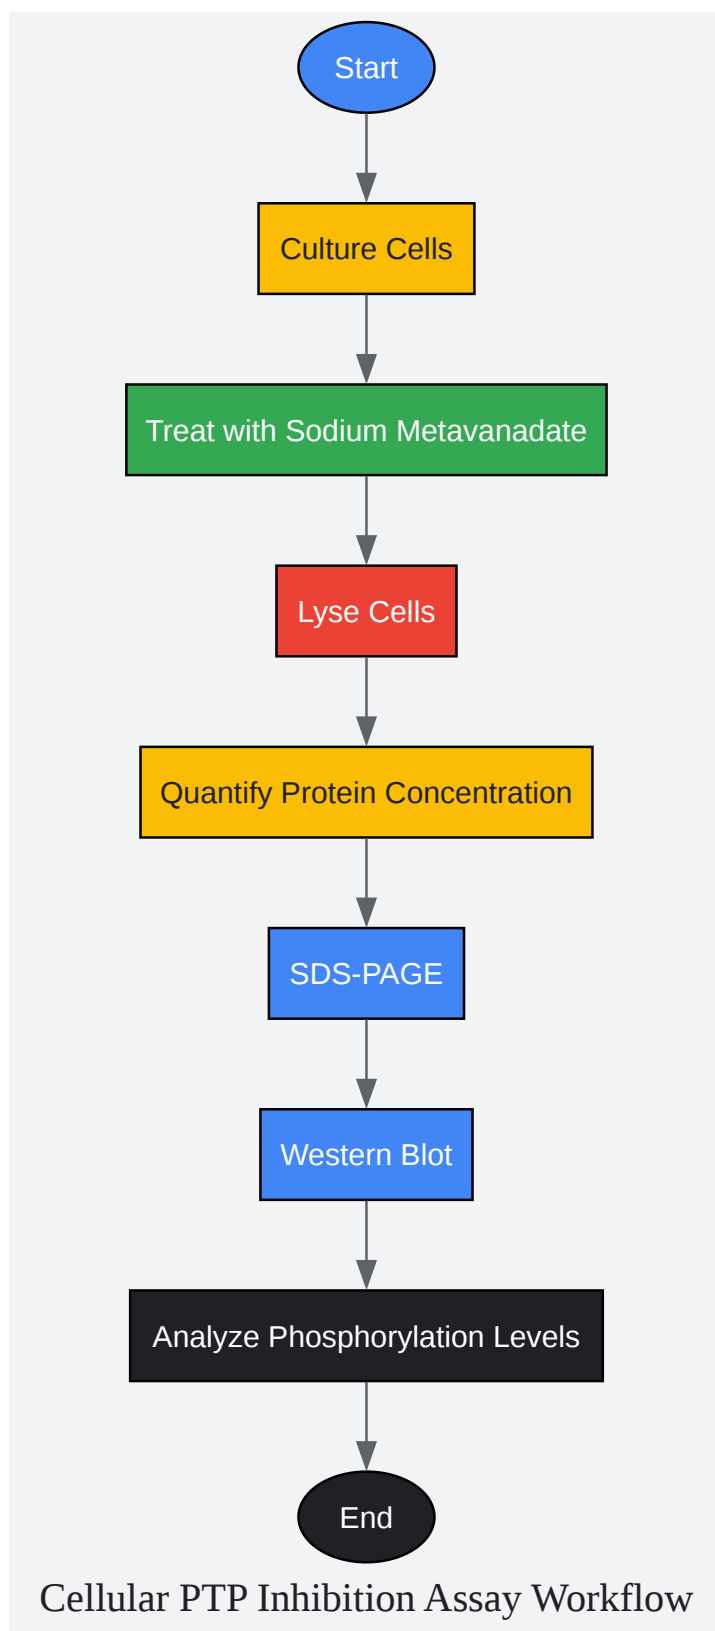 Start
Culture Cells
Treat with Sodium Metavanadate
Lyse Cells
Quantify Protein Concentration
SDS-PAGE
Western Blot
Analyze Phosphorylation Levels
End
Cellular PTP Inhibition Assay Workflow